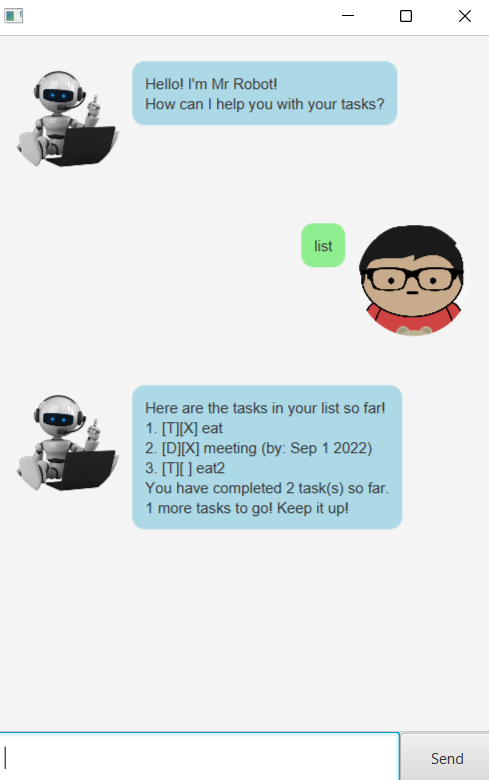 Hello! I'm Mr Robot!
How can I help you with your tasks?
list
Here are the tasks in your list so far!
1. [T][X] eat
2. [D][X] meeting (by: Sep 1 2022)
3. [T][ ] eat2
You have completed 2 task(s) so far.
1 more tasks to go! Keep it up!
Send